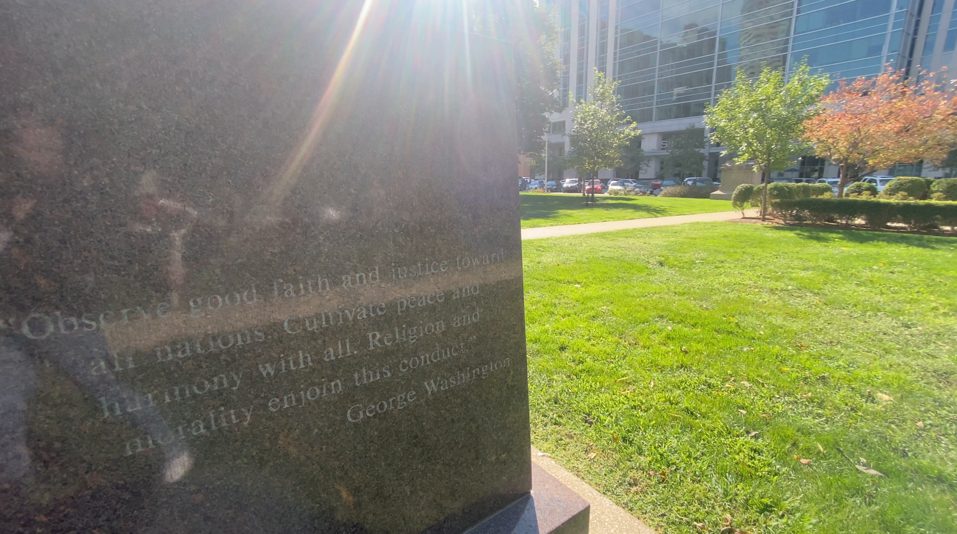 Observe good faith and justice toward
all nations. Cultivate peace and
harmony with all. Religion and
morality enjoin this conduct."
George Washington